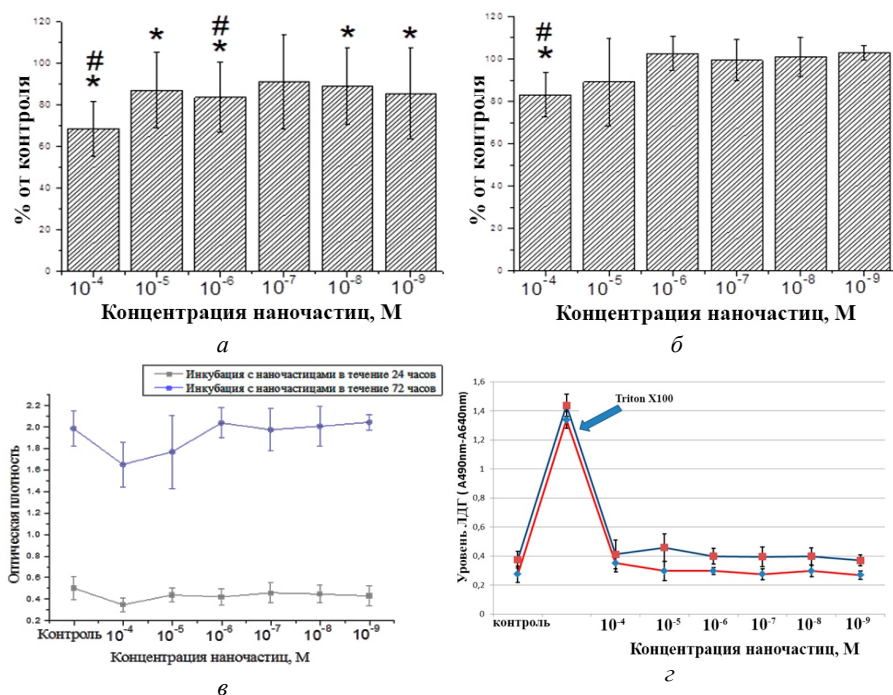 120
100
80
60
40
20
0
% от контроля
#
*
*
#
*
*
*
10-4 10-5 10-6 10-7 10-8 10-9
Концентрация наночастиц, М
а
120
100
80
60
40
20
0
% от контроля
#
*
10-4 10-5 10-6 10-7 10-8 10-9
Концентрация наночастиц, М
б
Инкубация с наночастицами в течение 24 часов
Инкубация с наночастицами в течение 72 часов
2.2
2.0
1.8
1.6
1.4
1.2
1.0
0.8
0.6
0.4
0.2
Оптическая плотность
Контроль 10-4 10-5 10-6 10-7 10-8 10-9
Концентрация наночастиц, М
в
1,6
1,4
1,2
1
0,8
0,6
0,4
0,2
0
Уровень ЛДГ ( A490nm-A640nm)
Triton X100
контроль 10-4 10-5 10-6 10-7 10-8 10-9
Концентрация наночастиц, М
г